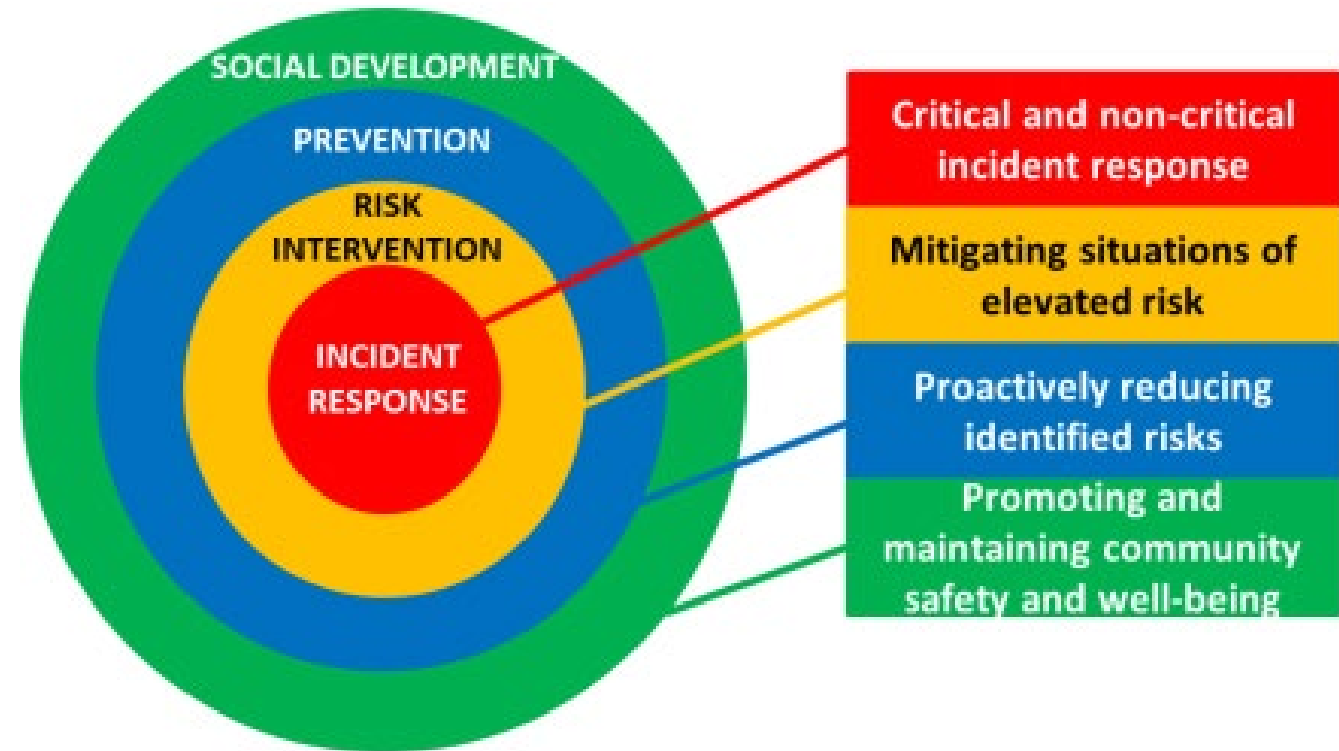 SOCIAL DEVELOPMENT
PREVENTION
RISK
INTERVENTION
INCIDENT
RESPONSE
Critical and non-critical
incident response
Mitigating situations of
elevated risk
Proactively reducing
identified risks
Promoting and
maintaining community
safety and well-being